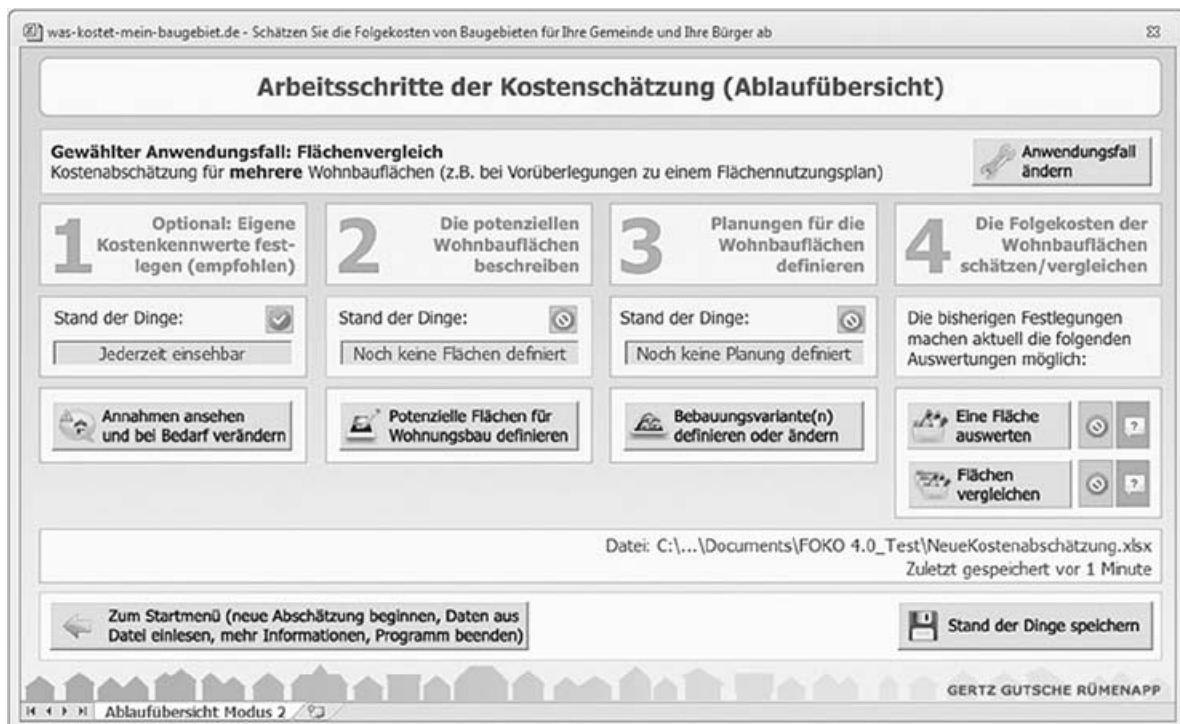 was-kostet-mein-baugebiet.de - Schätzen Sie die Folgekosten von Baugebieten für Ihre Gemeinde und Ihre Bürger ab
Arbeitsschritte der Kostenschätzung (Ablaufübersicht)
Gewählter Anwendungsfall: Flächenvergleich
Kostenabschätzung für mehrere Wohnbauflächen (z.B. bei Vorüberlegungen zu einem Flächennutzungsplan)
Anwendungsfall
ändern
1
Optional: Eigene
Kostenkennwerte fest-
legen (empfohlen)
Stand der Dinge:
Jederzeit einsehbar
Annahmen ansehen
und bei Bedarf verändern
2
Die potenziellen
Wohnbauflächen
beschreiben
Stand der Dinge:
Noch keine Flächen definiert
Potenzielle Flächen für
Wohnungsbau definieren
3
Planungen für die
Wohnbauflächen
definieren
Stand der Dinge:
Noch keine Planung definiert
Bebauungsvariante(n)
definieren oder ändern
4
Die Folgekosten der
Wohnbauflächen
schätzen/vergleichen
Die bisherigen Festlegungen
machen aktuell die folgenden
Auswertungen möglich:
Eine Fläche
auswerten
?
Flächen
vergleichen
?
Datei: C:\...\Documents\FOKO 4.0_Test\NeueKostenabschätzung.xlsx
Zuletzt gespeichert vor 1 Minute
Zum Startmenü (neue Abschätzung beginnen, Daten aus
Datei einlesen, mehr Informationen, Programm beenden)
Stand der Dinge speichern
GERTZ GUTSCHE RÜMENAPP
Ablaufübersicht Modus 2